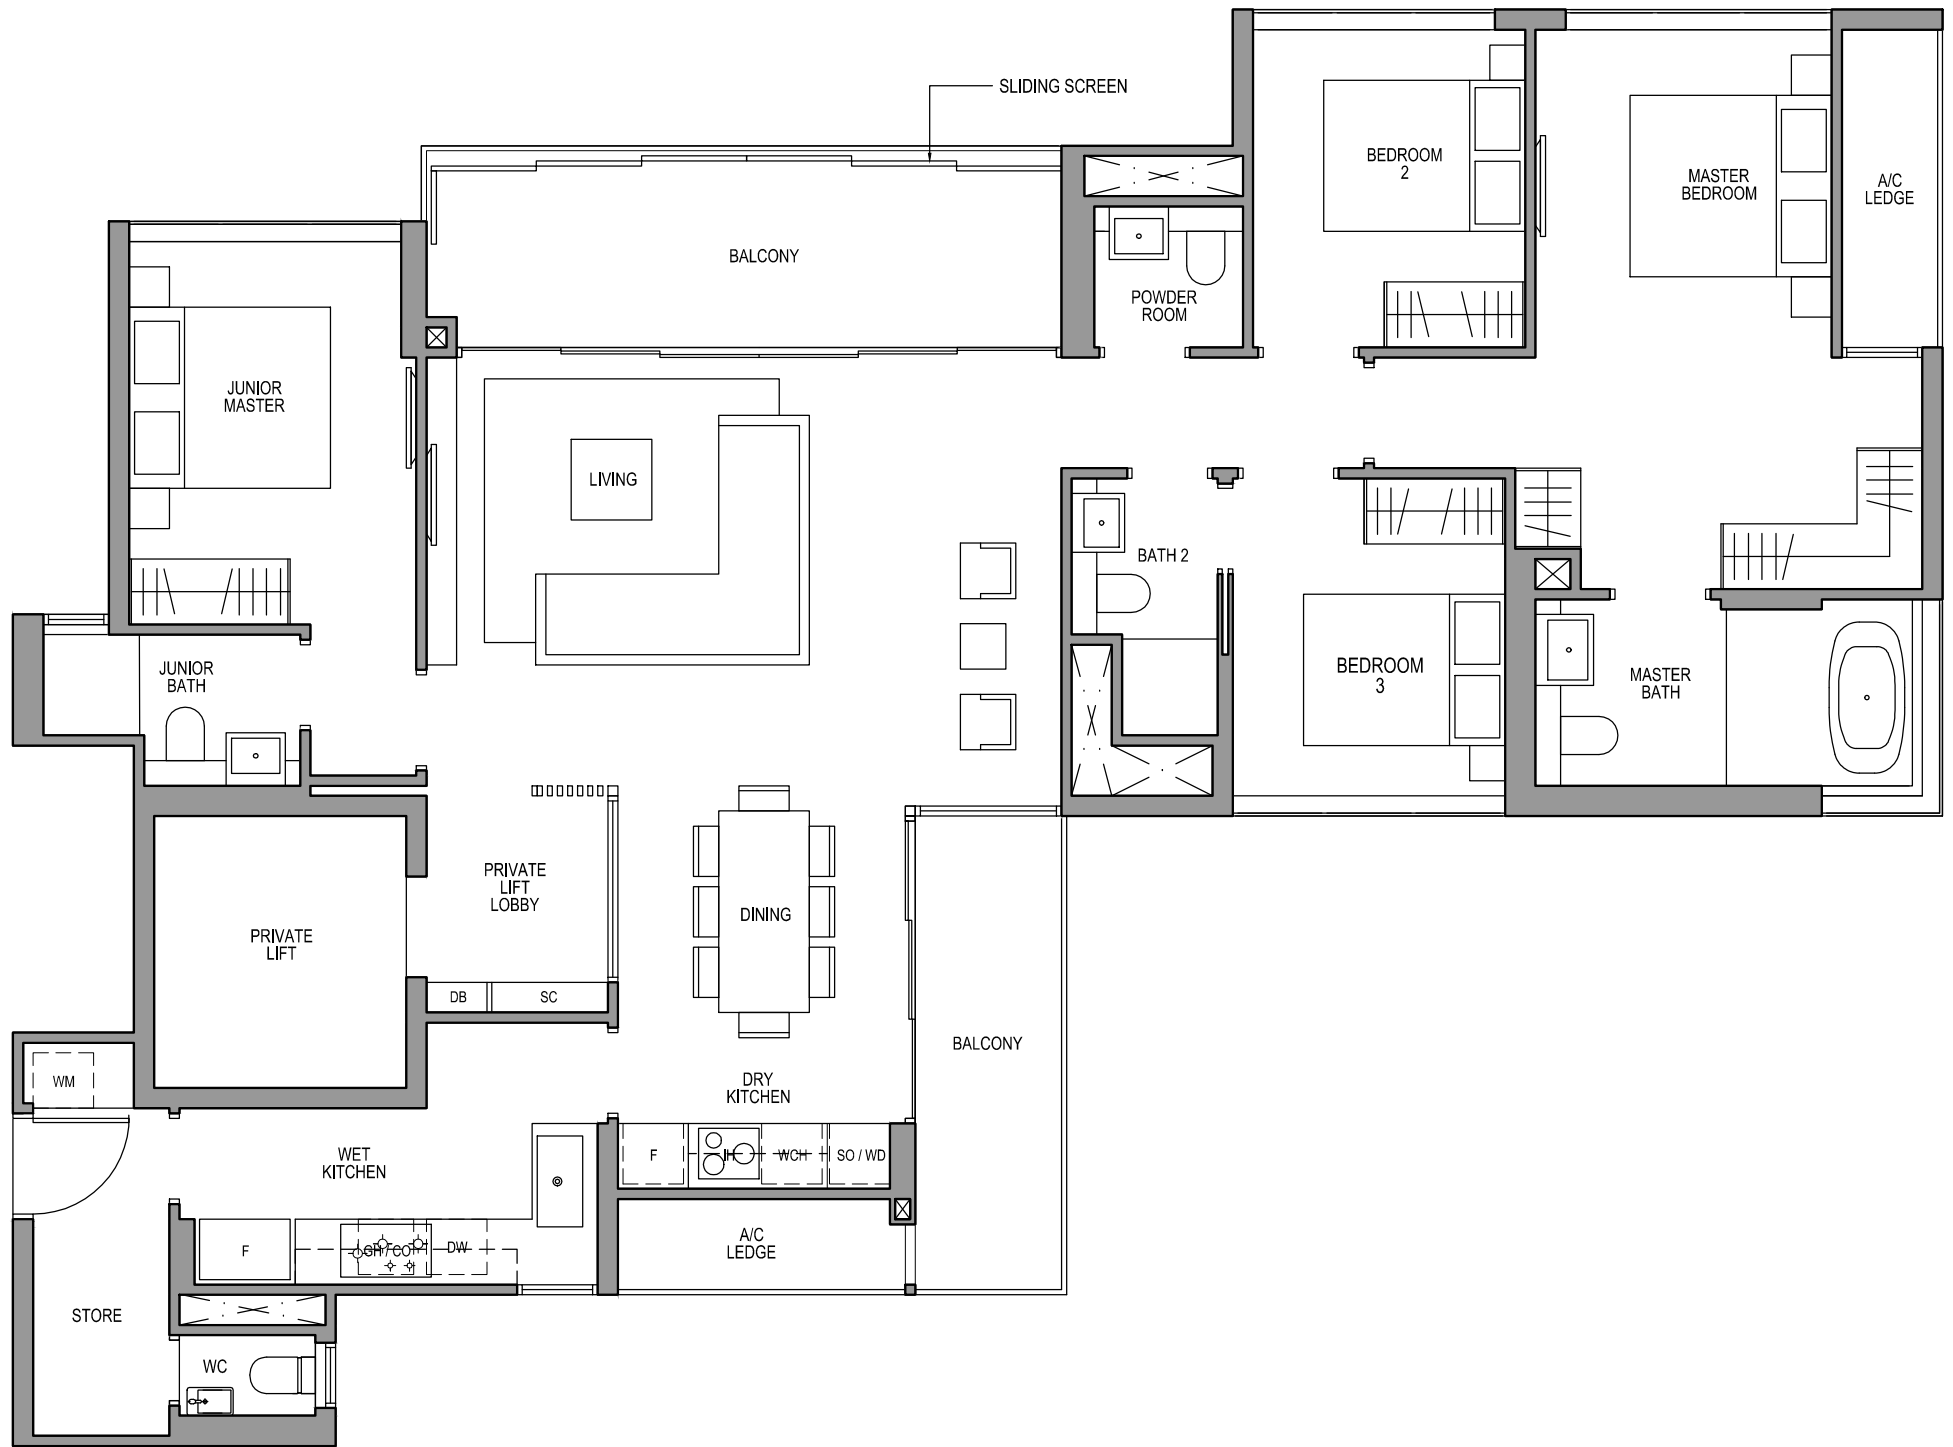 SLIDING SCREEN
BEDROOM
2
MASTER
BEDROOM
A/C
LEDGE
BALCONY
POWDER
ROOM
JUNIOR
MASTER
LIVING
BATH 2
JUNIOR
BATH
BEDROOM
3
MASTER
BATH
PRIVATE
LIFT
LOBBY
DINING
PRIVATE
LIFT
DB
SC
BALCONY
WM
DRY
KITCHEN
WET
KITCHEN
F
IH
WCH
SO / WD
F
GH / CO
DW
A/C
LEDGE
STORE
WC